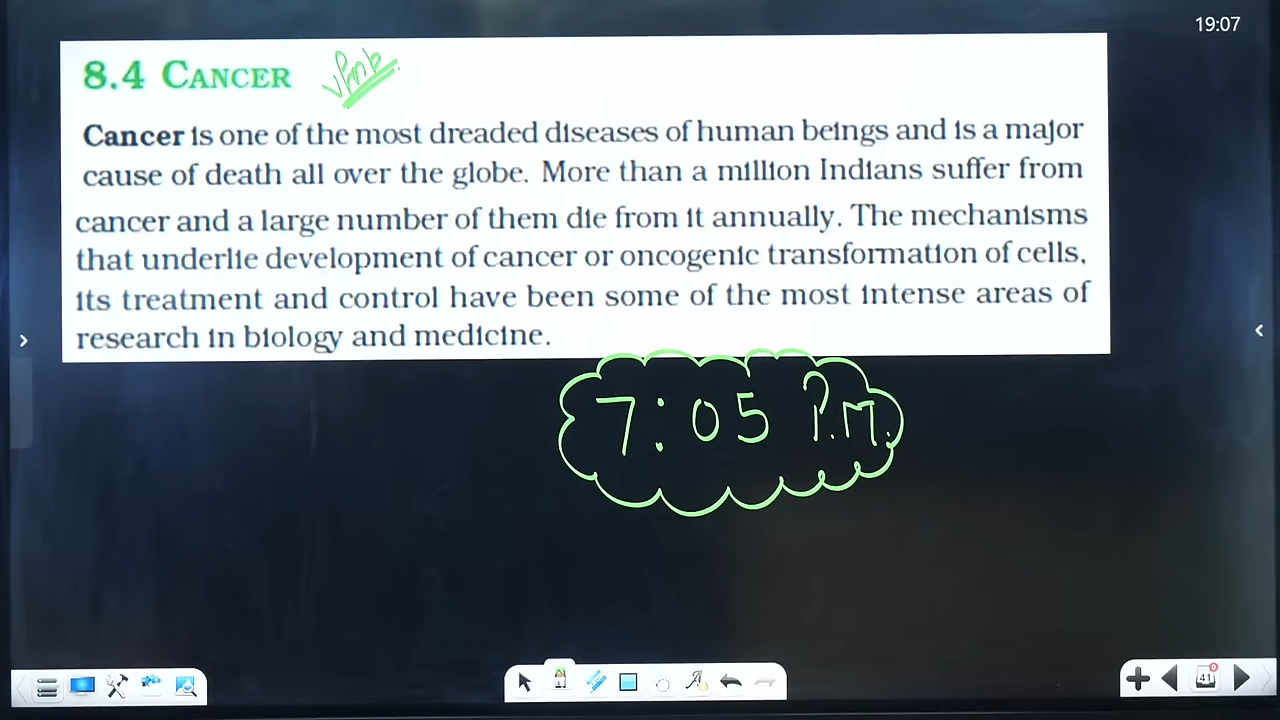 19:07
8.4 CANCER
Cancer is one of the most dreaded diseases of human beings and is a major
cause of death all over the globe. More than a million Indians suffer from
cancer and a large number of them die from it annually. The mechanisms
that underlie development of cancer or oncogenic transformation of cells,
its treatment and control have been some of the most intense areas of
research in biology and medicine.
7:05 P.M.
41